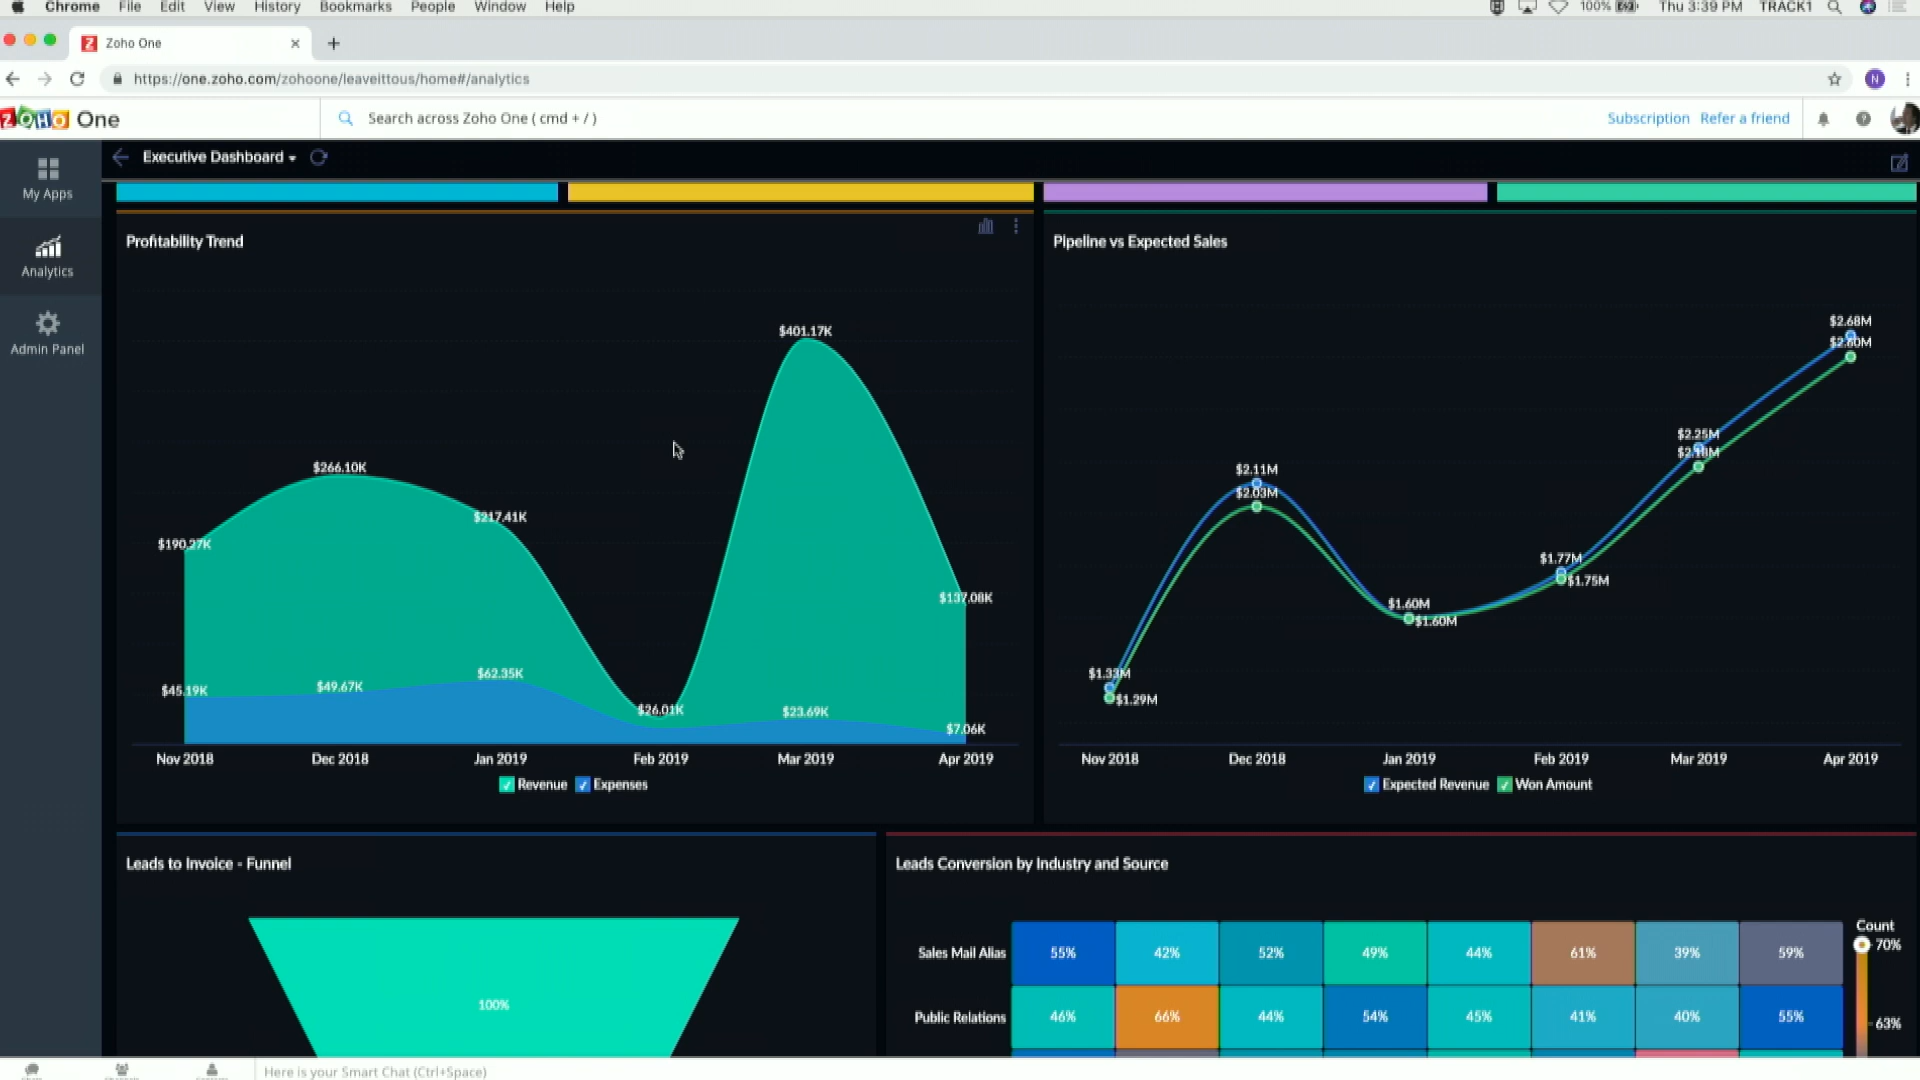 Chrome File Edit View History Bookmarks People Window Help 100% Thu 3:39 PM TRACK1
Zoho One
https://one.zoho.com/zohoone/leaveittous/home#/analytics
N
ZOHO One
Search across Zoho One ( cmd + / )
Subscription Refer a friend
Executive Dashboard
My Apps
Analytics
Admin Panel
Profitability Trend
$401.17K
$266.10K
$217.41K
$190.27K
$137.08K
$62.35K
$49.67K
$45.19K
$26.01K
$23.69K
$7.06K
Nov 2018 Dec 2018 Jan 2019 Feb 2019 Mar 2019 Apr 2019
Revenue Expenses
Pipeline vs Expected Sales
$2.68M
$2.60M
$2.25M
$2.11M
$2.03M
$1.77M
$1.75M
$1.60M
$1.60M
$1.33M
$1.29M
Nov 2018 Dec 2018 Jan 2019 Feb 2019 Mar 2019 Apr 2019
Expected Revenue Won Amount
Leads to Invoice - Funnel
100%
Leads Conversion by Industry and Source
Count
70%
63%
Sales Mail Alias 55% 42% 52% 49% 44% 61% 39% 59%
Public Relations 46% 66% 44% 54% 45% 41% 40% 55%
Here is your Smart Chat (Ctrl+Space)